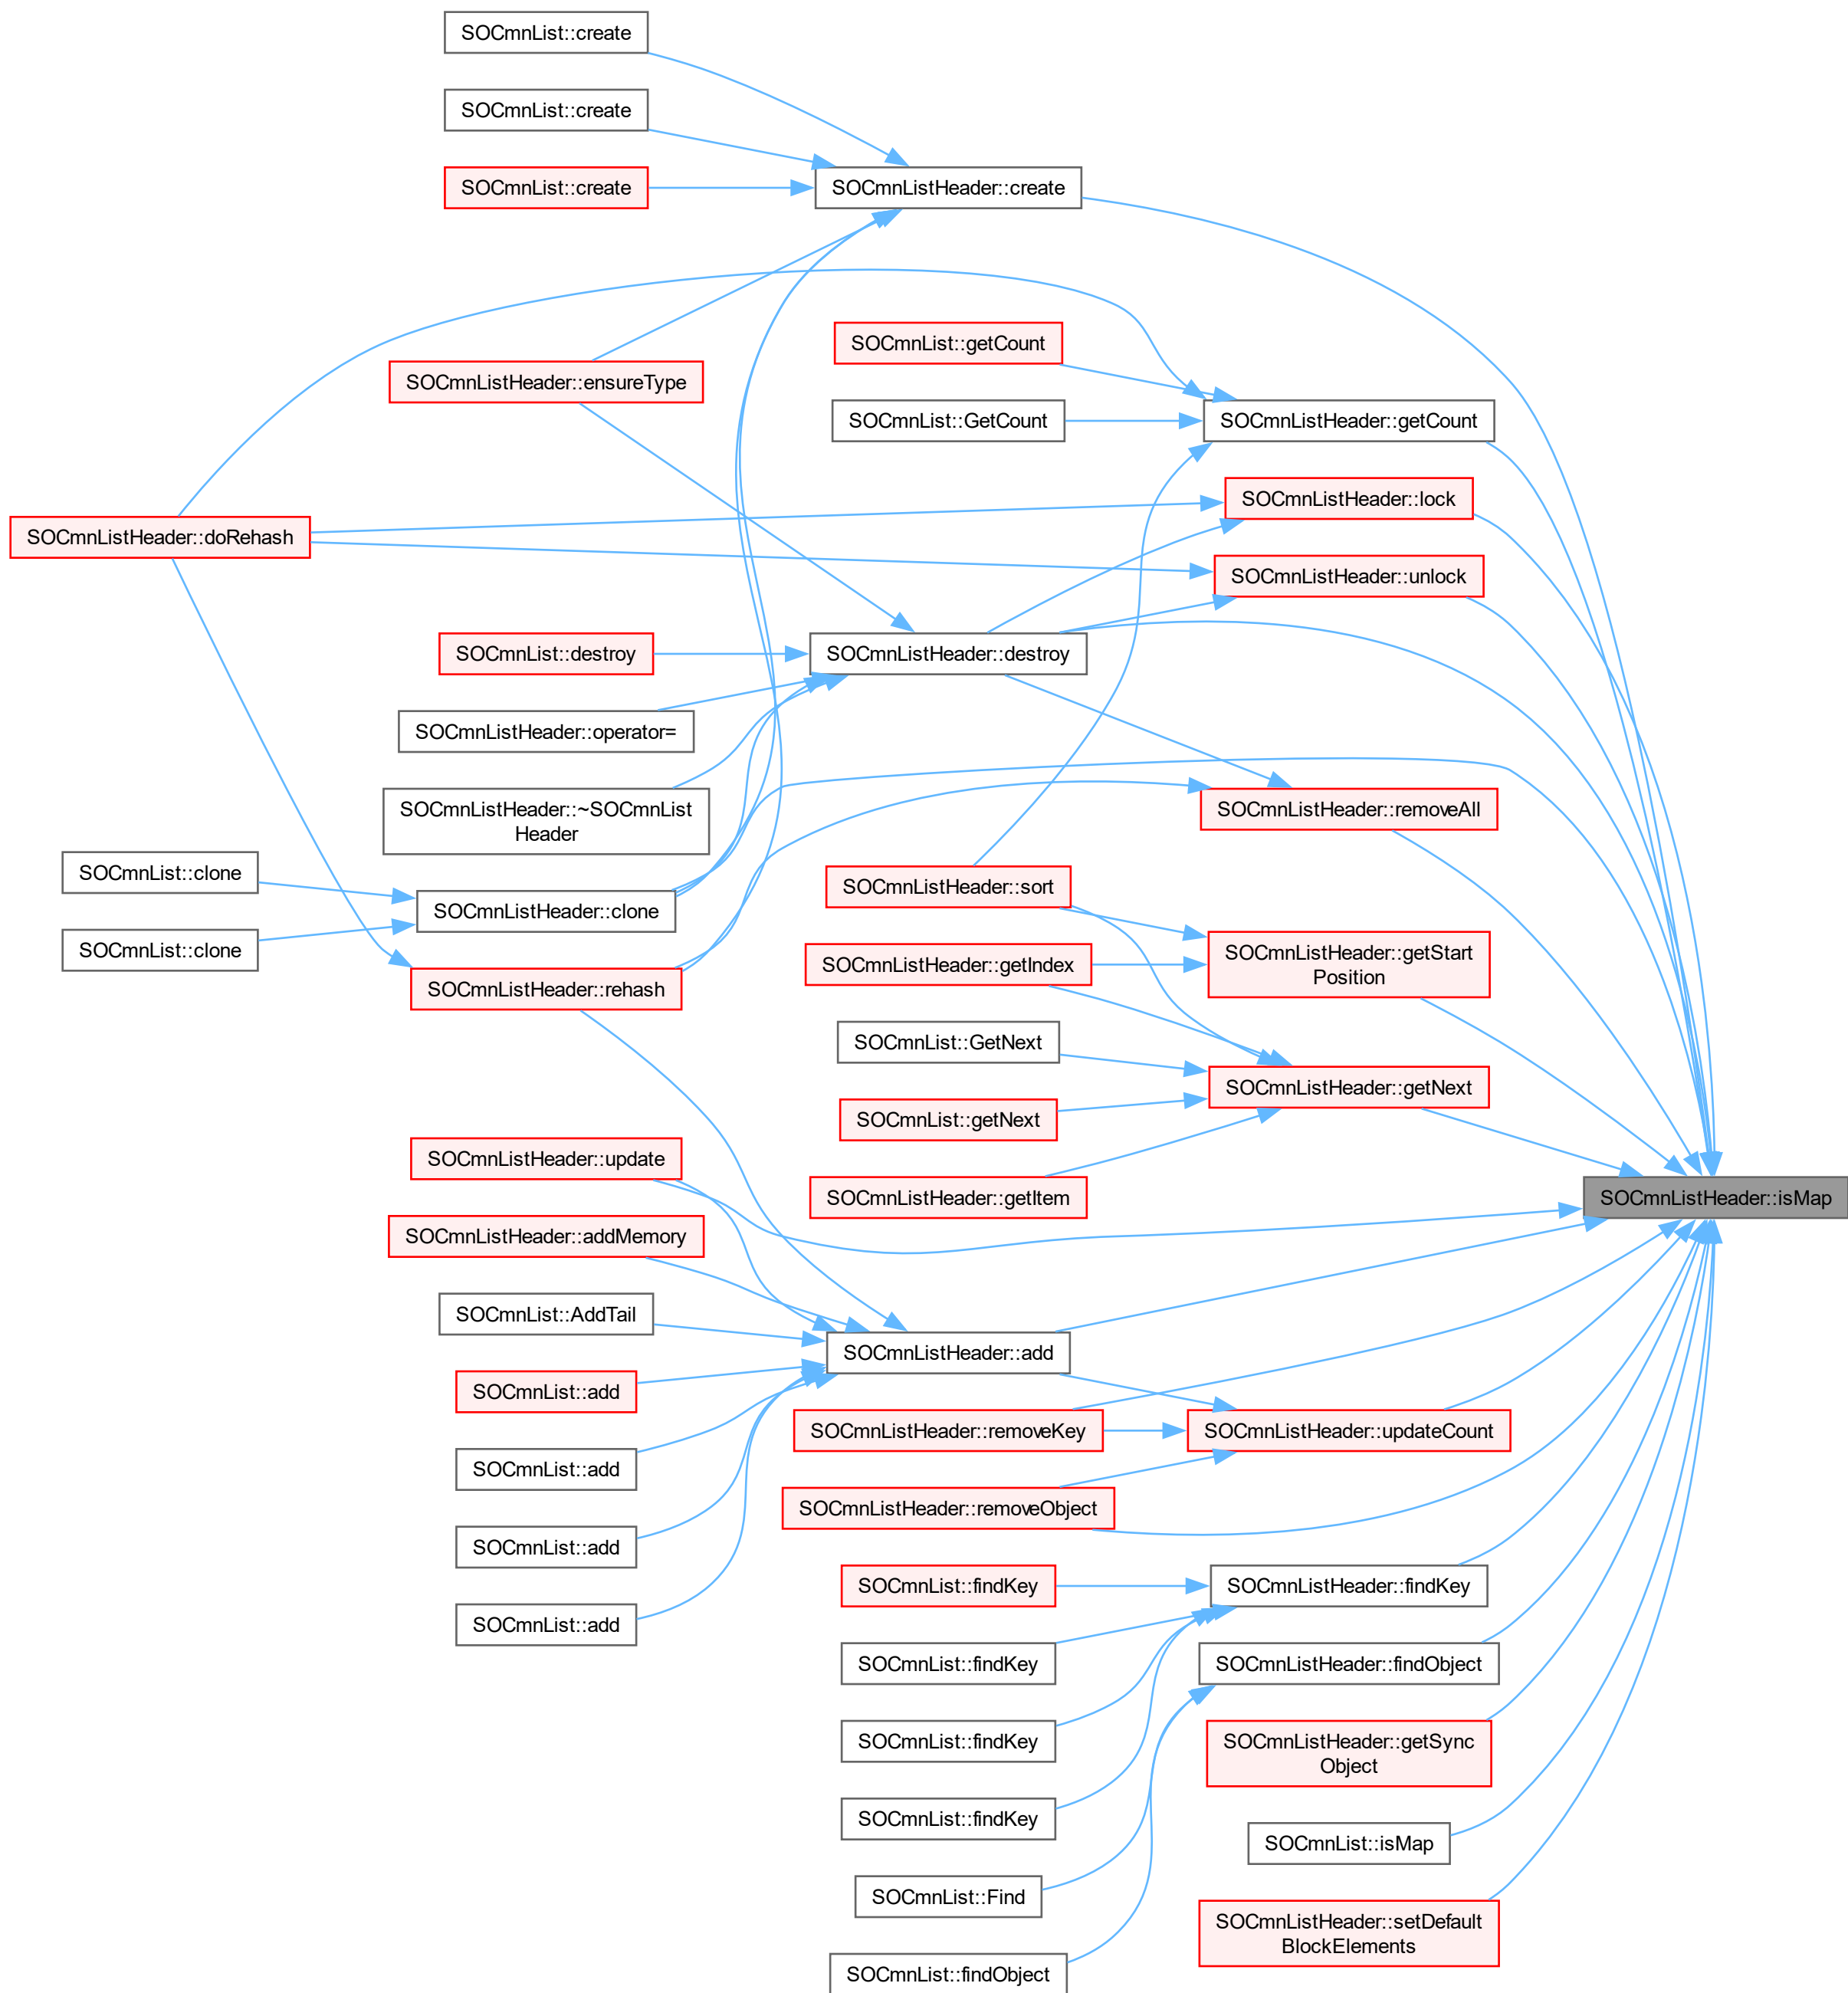 SOCmnList::create
SOCmnList::create
SOCmnList::create
SOCmnListHeader::create
SOCmnList::getCount
SOCmnListHeader::ensureType
SOCmnList::GetCount
SOCmnListHeader::getCount
SOCmnListHeader::lock
SOCmnListHeader::doRehash
SOCmnListHeader::unlock
SOCmnList::destroy
SOCmnListHeader::destroy
SOCmnListHeader::operator=
SOCmnListHeader::~SOCmnList
Header
SOCmnListHeader::removeAll
SOCmnList::clone
SOCmnListHeader::sort
SOCmnListHeader::clone
SOCmnList::clone
SOCmnListHeader::getIndex
SOCmnListHeader::getStart
Position
SOCmnListHeader::rehash
SOCmnList::GetNext
SOCmnListHeader::getNext
SOCmnList::getNext
SOCmnListHeader::update
SOCmnListHeader::getItem
SOCmnListHeader::isMap
SOCmnListHeader::addMemory
SOCmnList::AddTail
SOCmnListHeader::add
SOCmnList::add
SOCmnListHeader::removeKey
SOCmnListHeader::updateCount
SOCmnList::add
SOCmnListHeader::removeObject
SOCmnList::add
SOCmnList::findKey
SOCmnListHeader::findKey
SOCmnList::add
SOCmnList::findKey
SOCmnListHeader::findObject
SOCmnList::findKey
SOCmnListHeader::getSync
Object
SOCmnList::findKey
SOCmnList::isMap
SOCmnList::Find
SOCmnListHeader::setDefault
BlockElements
SOCmnList::findObject